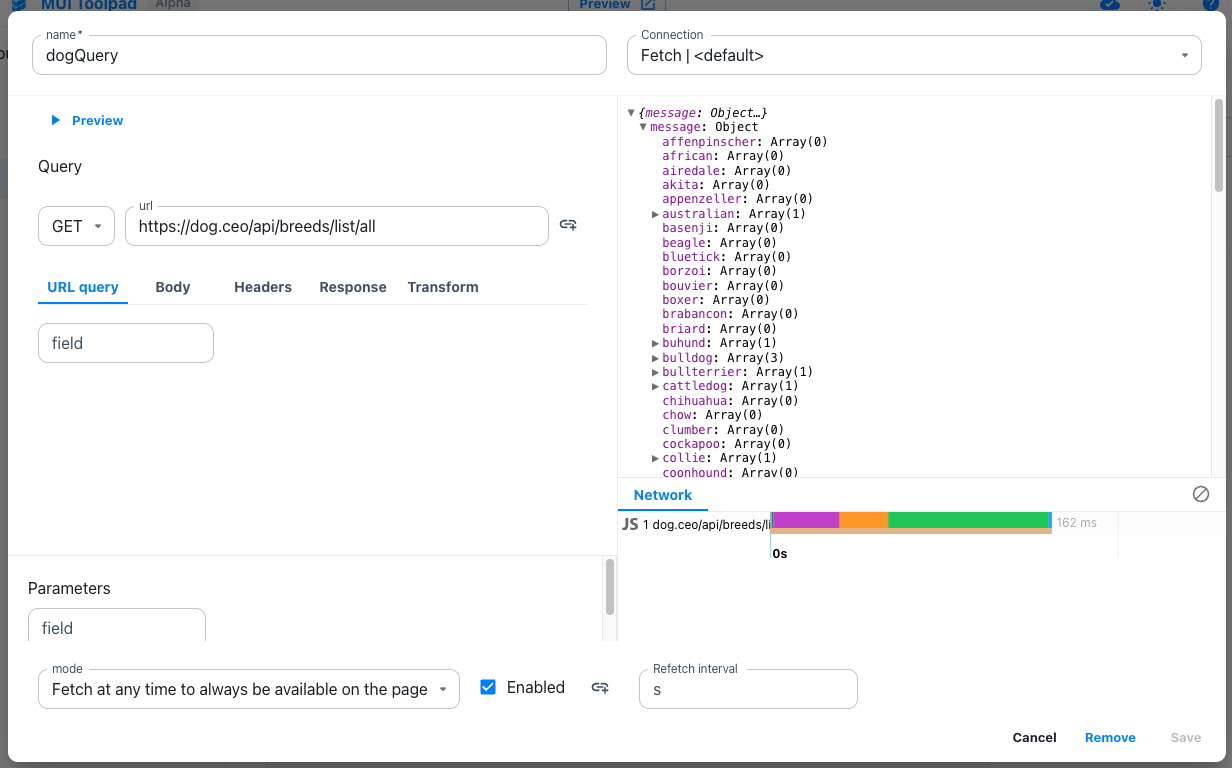 MUI Toolpad Alpha Preview
name *
dogQuery
Connection
Fetch | <default>
Preview
Query
GET
url
https://dog.ceo/api/breeds/list/all
URL query Body Headers Response Transform
field
Parameters
field
{message: Object…}
message: Object
affenpinscher: Array(0)
african: Array(0)
airedale: Array(0)
akita: Array(0)
appenzeller: Array(0)
australian: Array(1)
basenji: Array(0)
beagle: Array(0)
bluetick: Array(0)
borzoi: Array(0)
bouvier: Array(0)
boxer: Array(0)
brabancon: Array(0)
briard: Array(0)
buhund: Array(1)
bulldog: Array(3)
bullterrier: Array(1)
cattledog: Array(1)
chihuahua: Array(0)
chow: Array(0)
clumber: Array(0)
cockapoo: Array(0)
collie: Array(1)
coonhound: Array(0)
Network
JS 1 dog.ceo/api/breeds/li 162 ms
0s
mode
Fetch at any time to always be available on the page
Enabled
Refetch interval
s
Cancel Remove Save